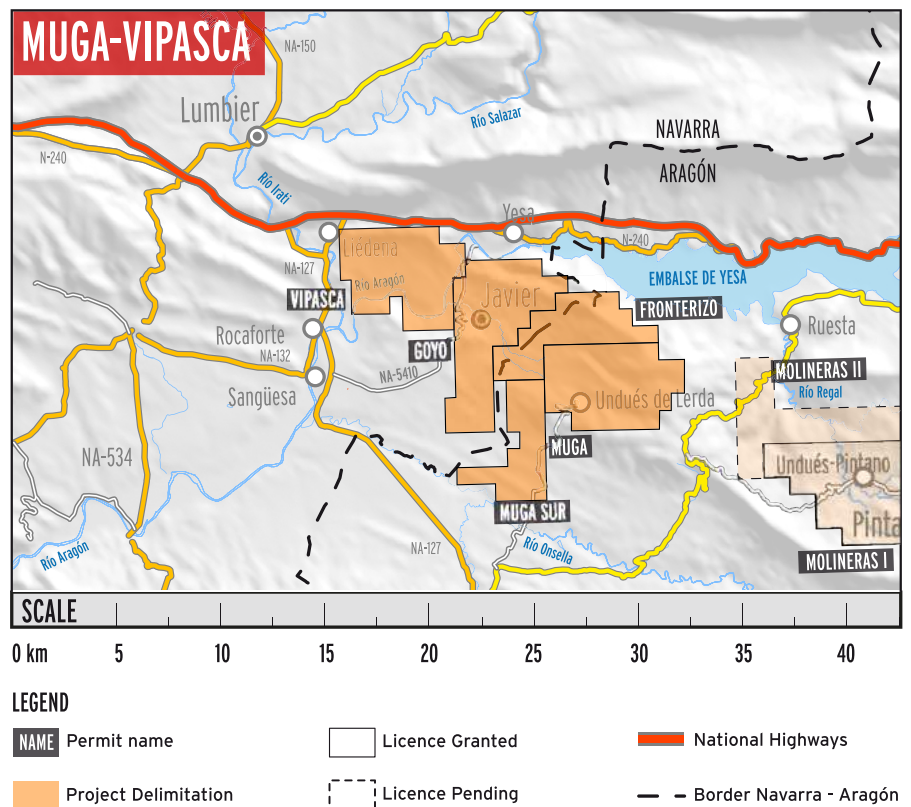 MUGA-VIPASCA
NA-150
Lumbier
Río Salazar
NAVARRA
N-240
ARAGÓN
Río Irati
Yesa
Liédena
N-240
NA-127
EMBALSE DE YESA
Río Aragón
VIPASCA
Javier
FRONTERIZO
Rocaforte
Ruesta
NA-132
GOYO
NA-5410
MOLINERAS II
Sangüesa
Río Regal
Undués de Lerda
NA-534
MUGA
Undués-Pintano
MUGA SUR
Pinta
Río Aragón
NA-127
Río Onsella
MOLINERAS I
SCALE
0 km 5 10 15 20 25 30 35 40
LEGEND
NAME Permit name
Licence Granted
National Highways
Project Delimitation
Licence Pending
Border Navarra - Aragón